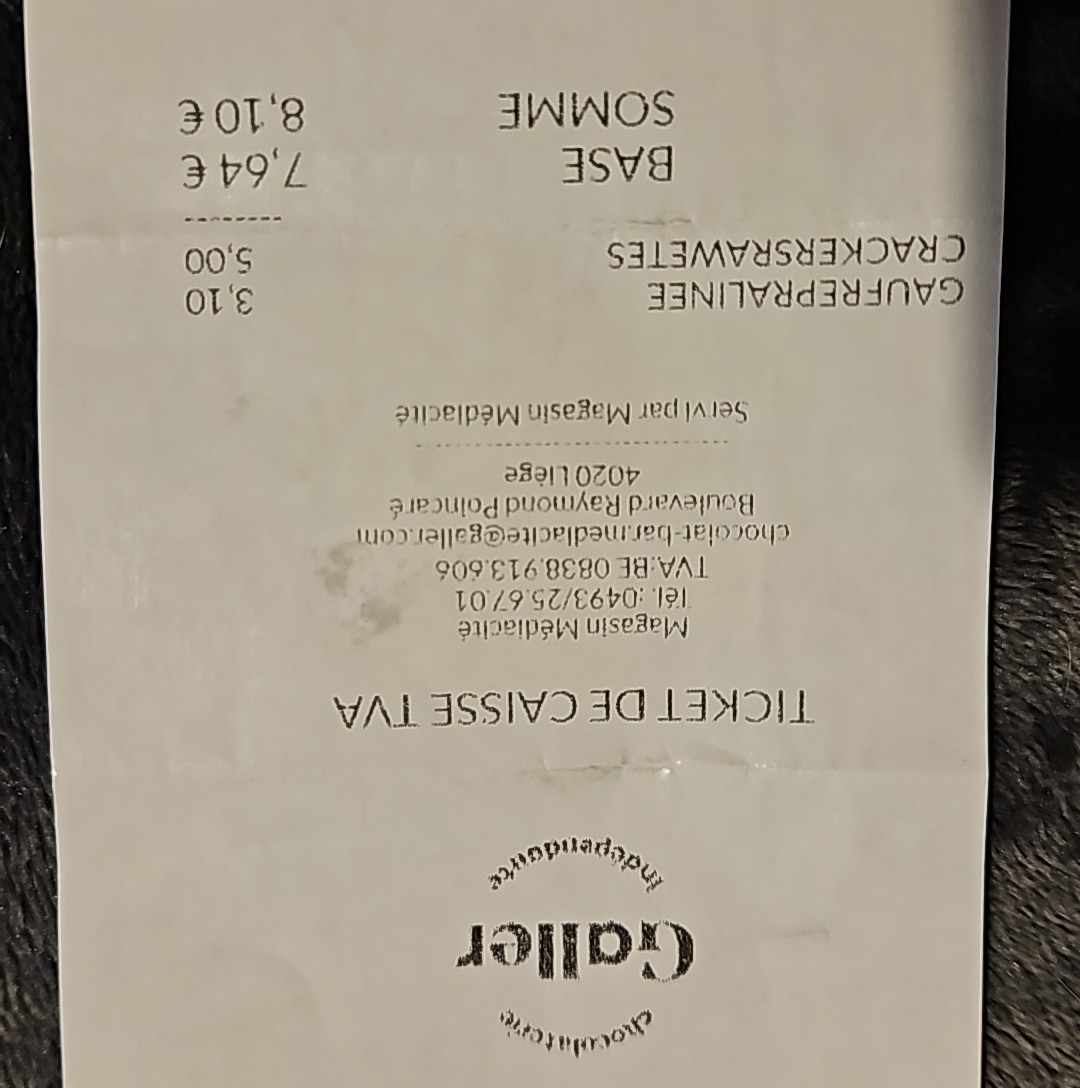 chocolaterie
Galler
indépendante
TICKET DE CAISSE TVA
Magasin Médiacité
Tél. :0493/25.67.01
TVA:BE 0838.913.606
chocolat-bar.mediacite@galler.com
Boulevard Raymond Poincaré
4020 Liège
Servi par Magasin Médiacité
GAUFREPRALINEE 3,10
CRACKERSRAWETES 5,00
BASE 7,64 €
SOMME 8,10 €